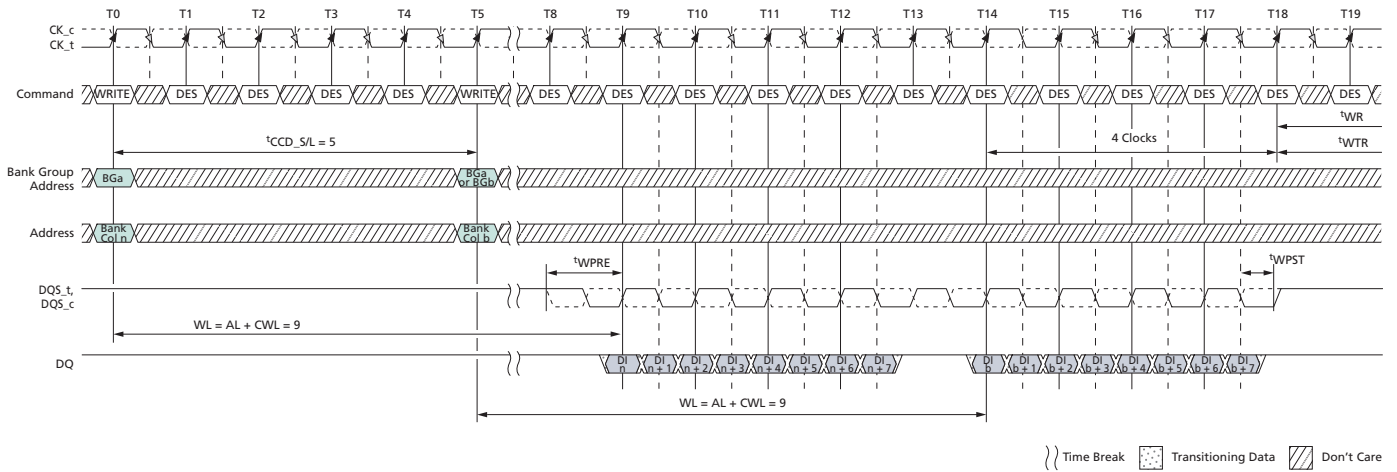 T0 T1 T2 T3 T4 T5 T8 T9 T10 T11 T12 T13 T14 T15 T16 T17 T18 T19
CK_c
CK_t
Command WRITE DES DES DES DES WRITE DES DES DES DES DES DES DES DES DES DES DES DES
tWR
tCCD_S/L = 5 4 Clocks tWTR
Bank Group Address BGa BGa or BGb
Address Bank Col n Bank Col b
tWPRE tWPST
DQS_t,
DQS_c
WL = AL + CWL = 9
DQ DI n DI n + 1 DI n + 2 DI n + 3 DI n + 4 DI n + 5 DI n + 6 DI n + 7 DI b DI b + 1 DI b + 2 DI b + 3 DI b + 4 DI b + 5 DI b + 6 DI b + 7
WL = AL + CWL = 9
Time Break Transitioning Data Don't Care